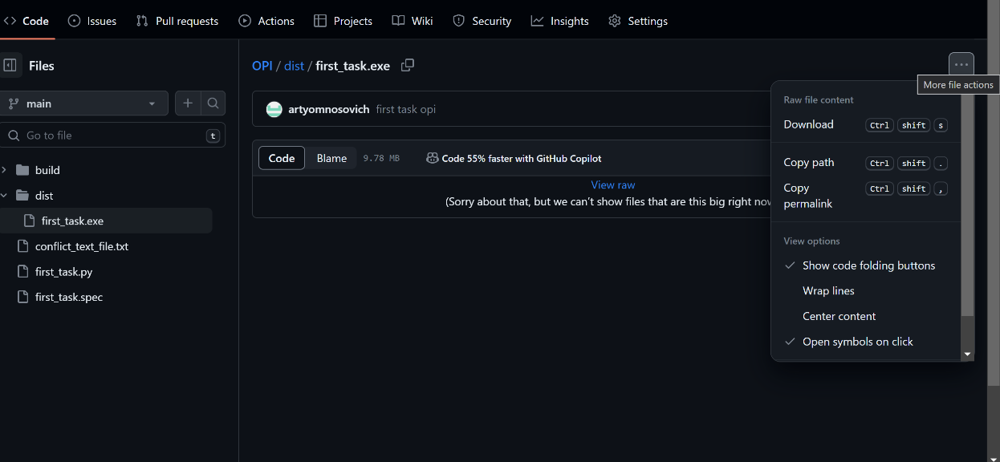 Code Issues Pull requests Actions Projects Wiki Security Insights Settings
Files
OPI / dist / first_task.exe
More file actions
main
Go to file t
build
dist
first_task.exe
conflict_text_file.txt
first_task.py
first_task.spec
artyomnosovich first task opi
Code Blame 9.78 MB Code 55% faster with GitHub Copilot
View raw
(Sorry about that, but we can't show files that are this big right now
Raw file content
Download Ctrl shift s
Copy path Ctrl shift .
Copy permalink Ctrl shift ,
View options
Show code folding buttons
Wrap lines
Center content
Open symbols on click